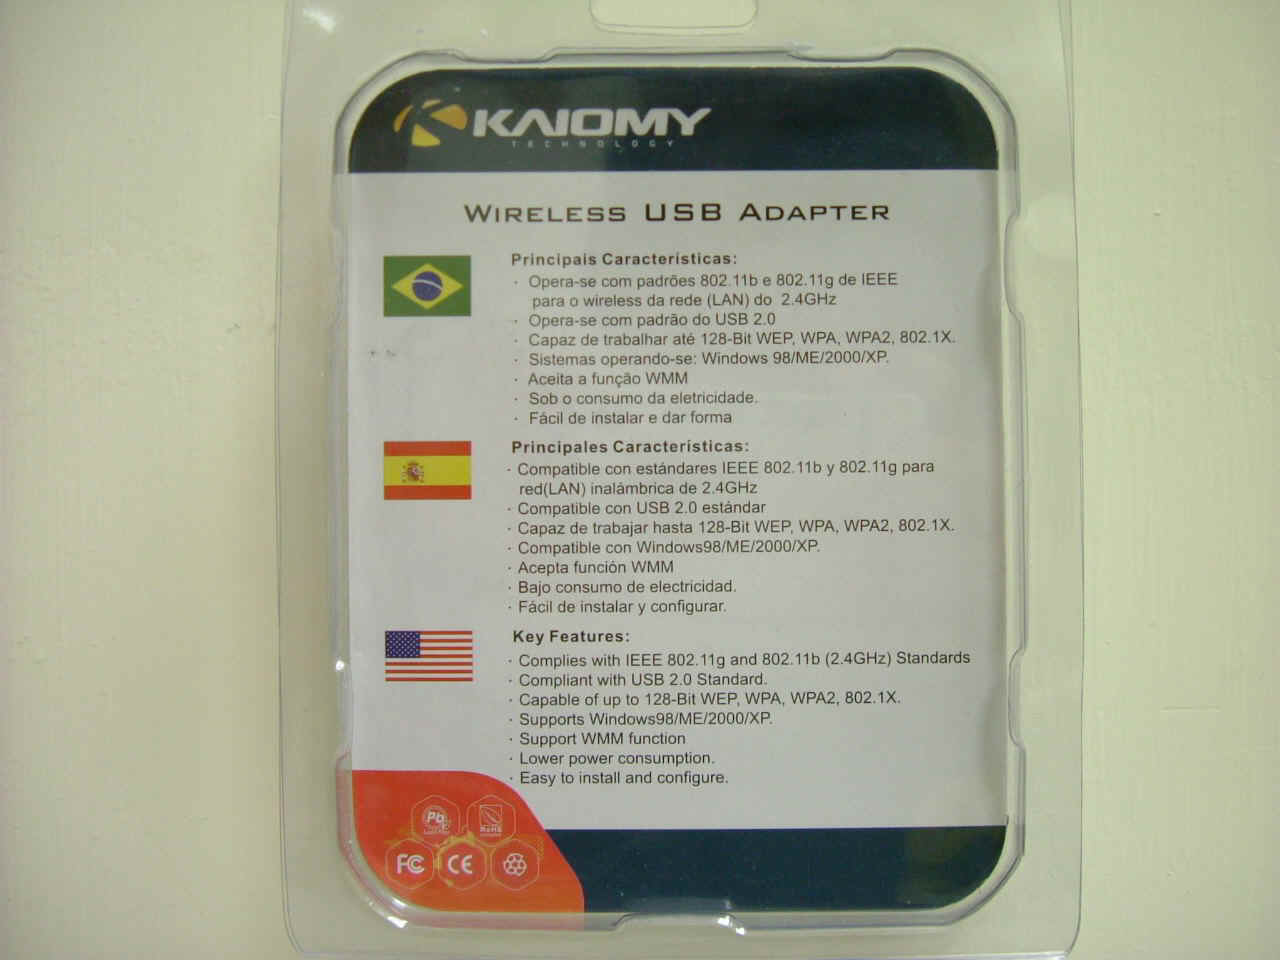 KAIOMY
TECHNOLOGY
WIRELESS USB ADAPTER
Principais Características:
· Opera-se com padrões 802.11b e 802.11g de IEEE
para o wireless da rede (LAN) do 2.4GHz
· Opera-se com padrão do USB 2.0
· Capaz de trabalhar até 128-Bit WEP, WPA, WPA2, 802.1X.
· Sistemas operando-se: Windows 98/ME/2000/XP.
· Aceita a função WMM
· Sob o consumo da eletricidade.
· Fácil de instalar e dar forma
Principales Características:
· Compatible con estándares IEEE 802.11b y 802.11g para
red(LAN) inalámbrica de 2.4GHz
· Compatible con USB 2.0 estándar
· Capaz de trabajar hasta 128-Bit WEP, WPA, WPA2, 802.1X.
· Compatible con Windows98/ME/2000/XP.
· Acepta función WMM
· Bajo consumo de electricidad.
· Fácil de instalar y configurar.
Key Features:
· Complies with IEEE 802.11g and 802.11b (2.4GHz) Standards
· Compliant with USB 2.0 Standard.
· Capable of up to 128-Bit WEP, WPA, WPA2, 802.1X.
· Supports Windows98/ME/2000/XP.
· Support WMM function
· Lower power consumption.
· Easy to install and configure.
Pb
RoHS
FC CE